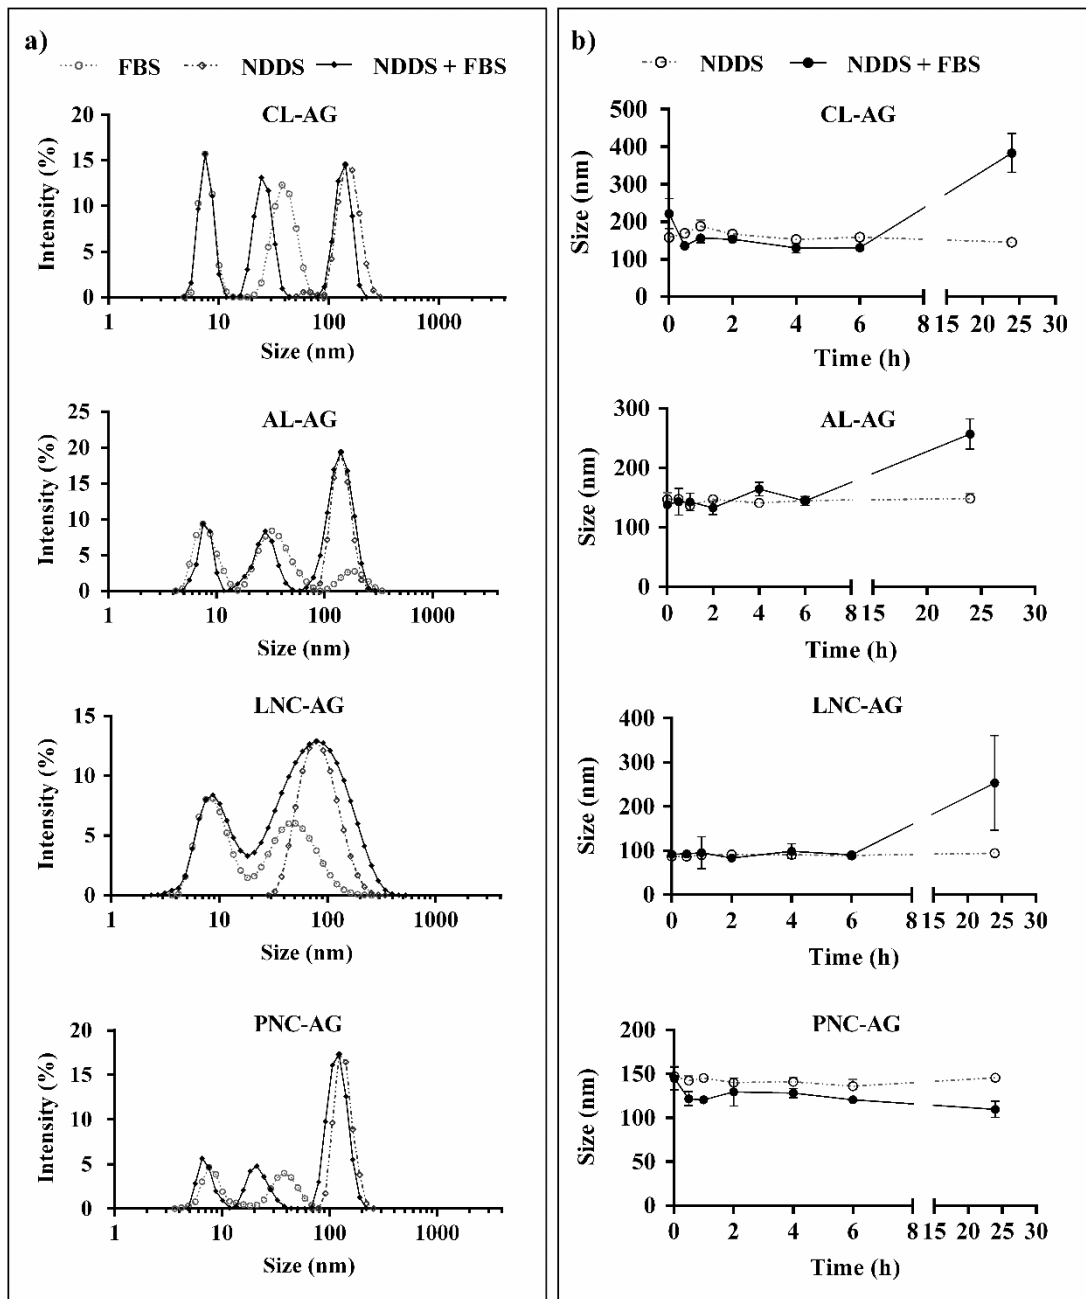 a)
FBS NDDS NDDS + FBS
CL-AG
20
15
10
5
0
Intensity (%)
1 10 100 1000
Size (nm)
AL-AG
25
20
15
10
5
0
Intensity (%)
1 10 100 1000
Size (nm)
LNC-AG
15
10
5
0
Intensity (%)
1 10 100 1000
Size (nm)
PNC-AG
20
15
10
5
0
Intensity (%)
1 10 100 1000
Size (nm)
b)
NDDS NDDS + FBS
CL-AG
500
400
300
200
100
0
Size (nm)
0 2 4 6 8 15 20 25 30
Time (h)
AL-AG
300
200
100
0
Size (nm)
0 2 4 6 8 15 20 25 30
Time (h)
LNC-AG
400
300
200
100
0
Size (nm)
0 2 4 6 8 15 20 25 30
Time (h)
PNC-AG
200
150
100
50
0
Size (nm)
0 2 4 6 8 15 20 25 30
Time (h)